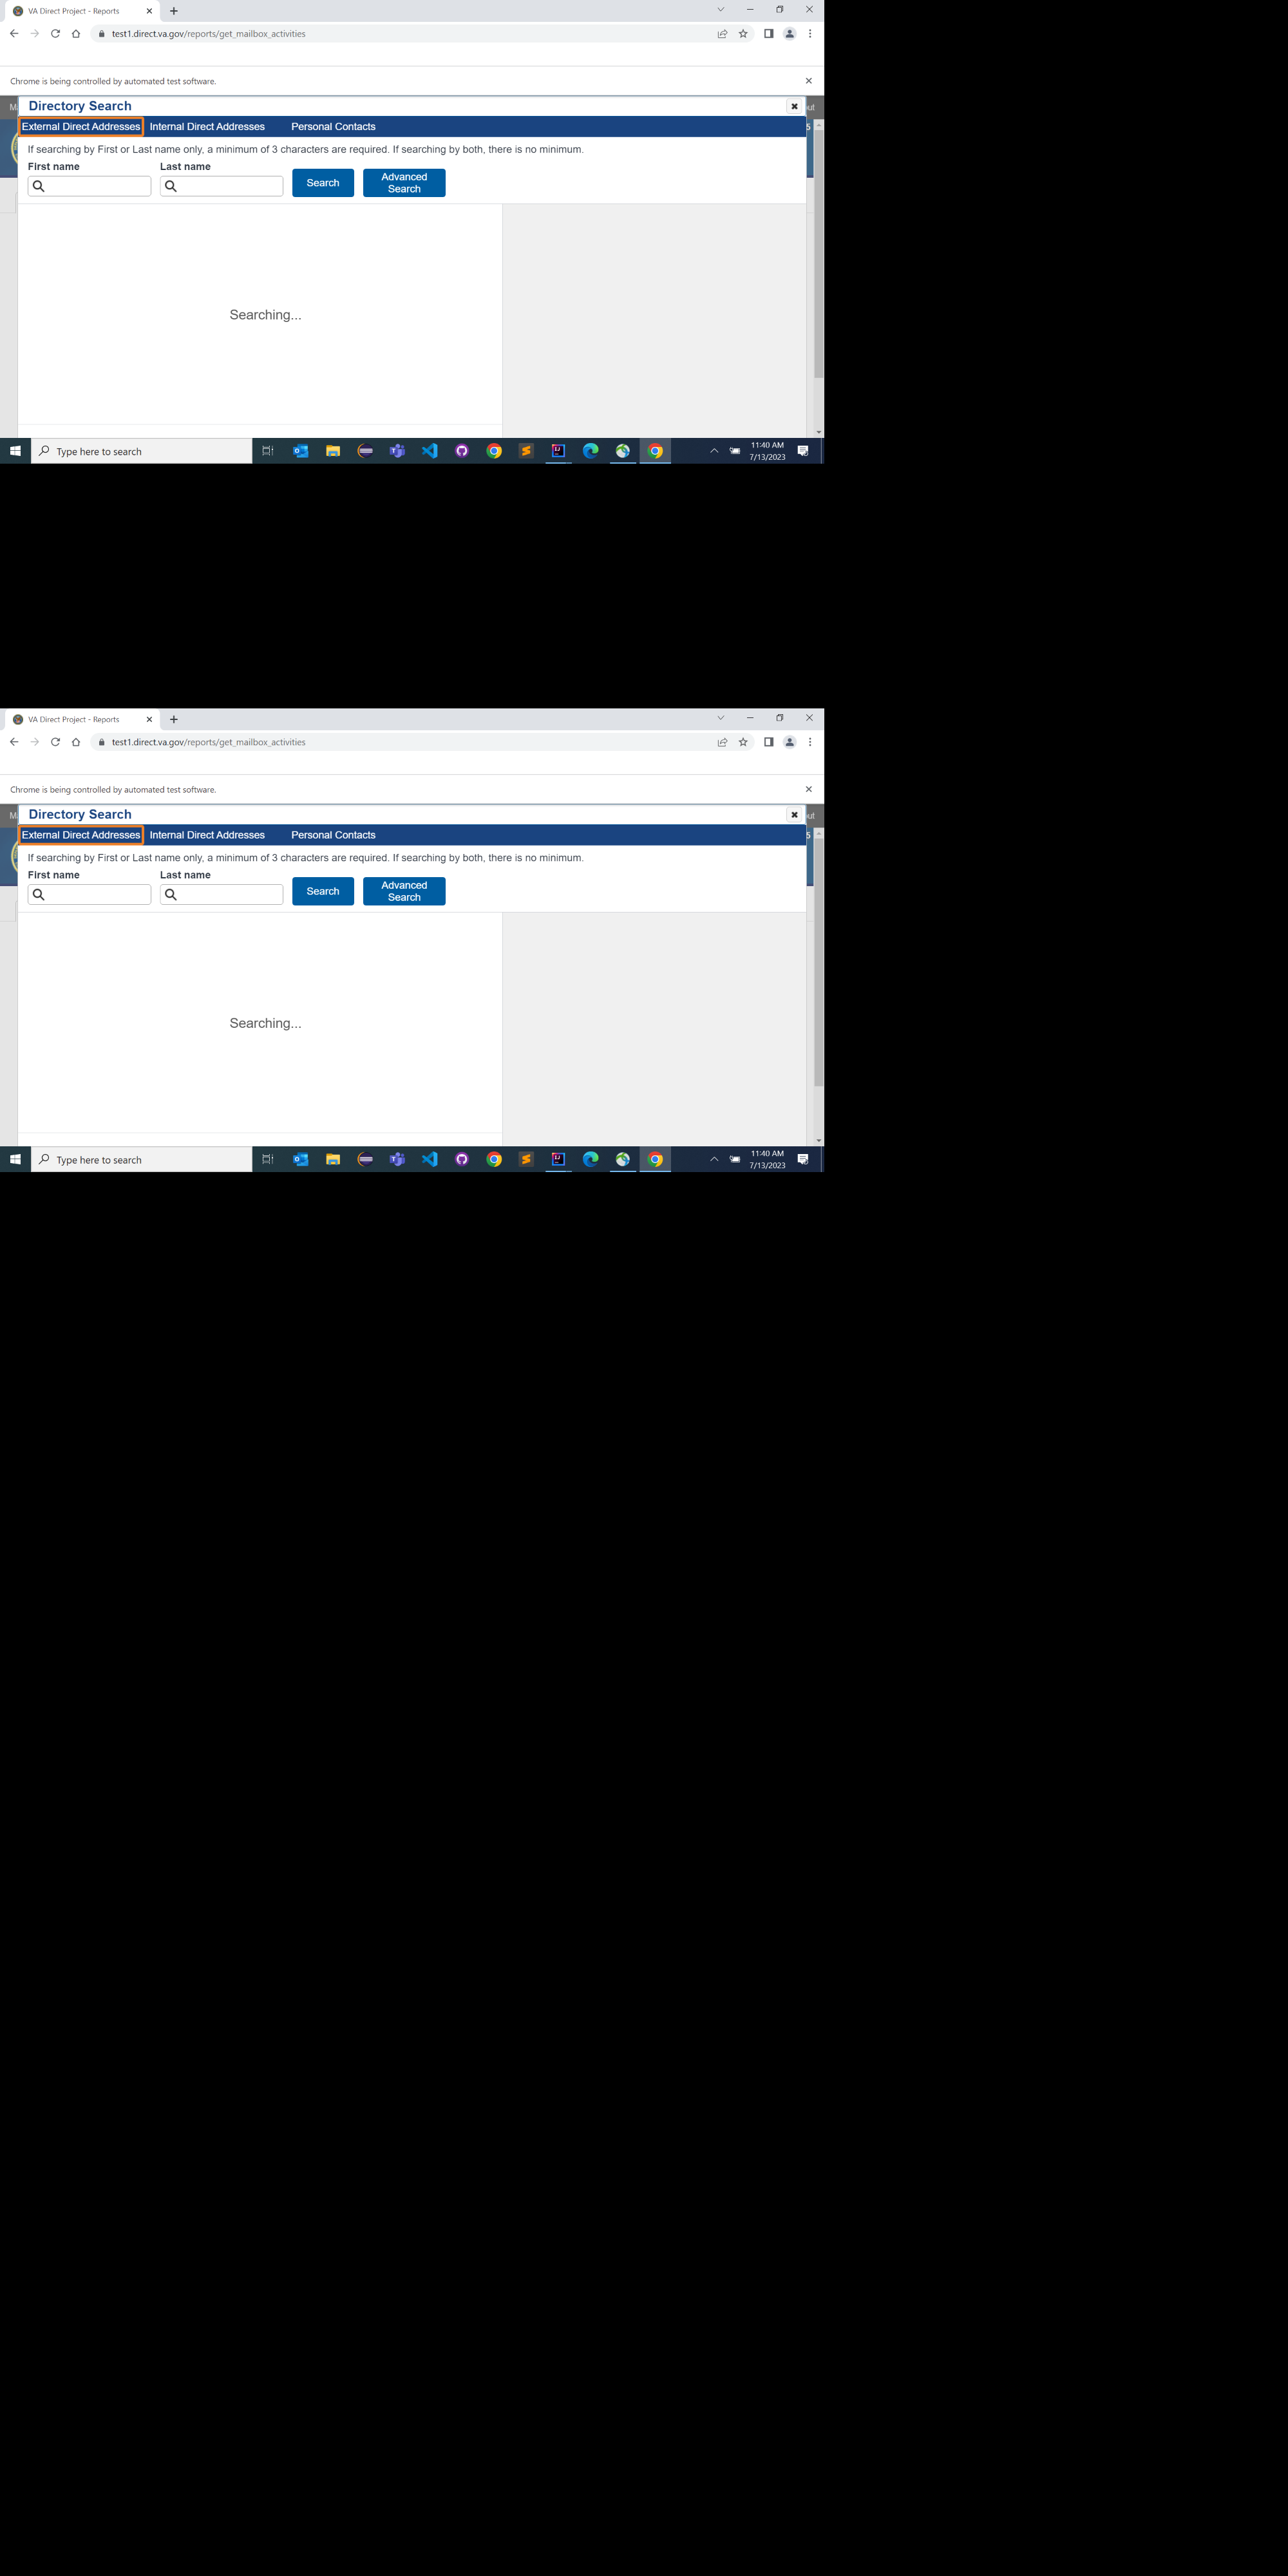 VA Direct Project - Reports
test1.direct.va.gov/reports/get_mailbox_activities
Chrome is being controlled by automated test software.
Directory Search
External Direct Addresses Internal Direct Addresses Personal Contacts
If searching by First or Last name only, a minimum of 3 characters are required. If searching by both, there is no minimum.
First name Last name
Search Advanced Search
Searching...
Type here to search
11:40 AM
7/13/2023
VA Direct Project - Reports
test1.direct.va.gov/reports/get_mailbox_activities
Chrome is being controlled by automated test software.
Directory Search
External Direct Addresses Internal Direct Addresses Personal Contacts
If searching by First or Last name only, a minimum of 3 characters are required. If searching by both, there is no minimum.
First name Last name
Search Advanced Search
Searching...
Type here to search
11:40 AM
7/13/2023